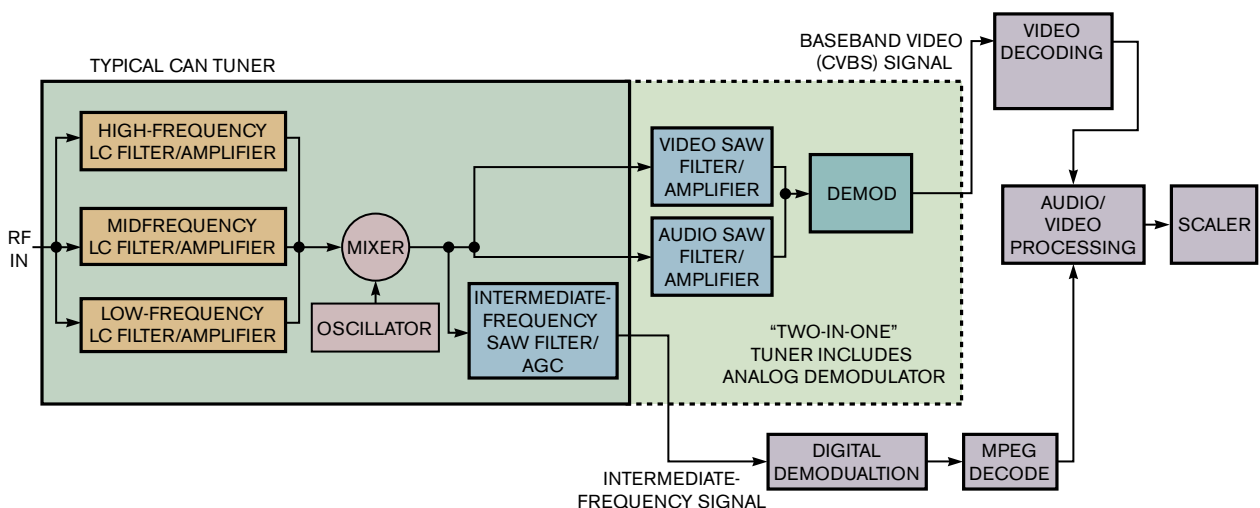 TYPICAL CAN TUNER
HIGH-FREQUENCY
LC FILTER/AMPLIFIER
MIDFREQUENCY
LC FILTER/AMPLIFIER
LOW-FREQUENCY
LC FILTER/AMPLIFIER
RF
IN
MIXER
OSCILLATOR
INTERMEDIATE-
FREQUENCY
SAW FILTER/
AGC
VIDEO SAW
FILTER/
AMPLIFIER
AUDIO SAW
FILTER/
AMPLIFIER
DEMOD
“TWO-IN-ONE”
TUNER INCLUDES
ANALOG DEMODULATOR
BASEBAND VIDEO
(CVBS) SIGNAL
VIDEO
DECODING
AUDIO/
VIDEO
PROCESSING
SCALER
INTERMEDIATE-
FREQUENCY SIGNAL
DIGITAL
DEMODUALTION
MPEG
DECODE